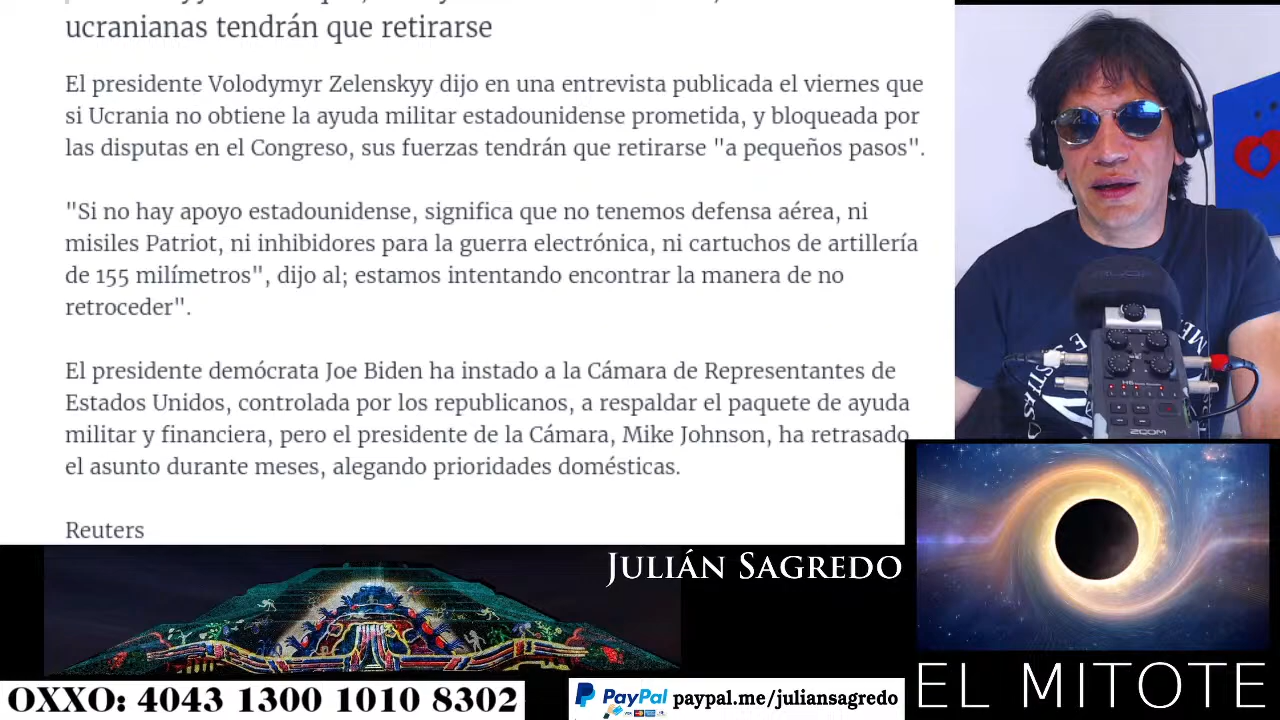 ucranianas tendrán que retirarse
El presidente Volodymyr Zelenskyy dijo en una entrevista publicada el viernes que
si Ucrania no obtiene la ayuda militar estadounidense prometida, y bloqueada por
las disputas en el Congreso, sus fuerzas tendrán que retirarse "a pequeños pasos".
"Si no hay apoyo estadounidense, significa que no tenemos defensa aérea, ni
misiles Patriot, ni inhibidores para la guerra electrónica, ni cartuchos de artillería
de 155 milímetros", dijo al; estamos intentando encontrar la manera de no
retroceder".
El presidente demócrata Joe Biden ha instado a la Cámara de Representantes de
Estados Unidos, controlada por los republicanos, a respaldar el paquete de ayuda
militar y financiera, pero el presidente de la Cámara, Mike Johnson, ha retrasado
el asunto durante meses, alegando prioridades domésticas.
Reuters
H6
ZOOM
JULIÁN SAGREDO
OXXO: 4043 1300 1010 8302
PayPal paypal.me/juliansagredo
EL MITOTE